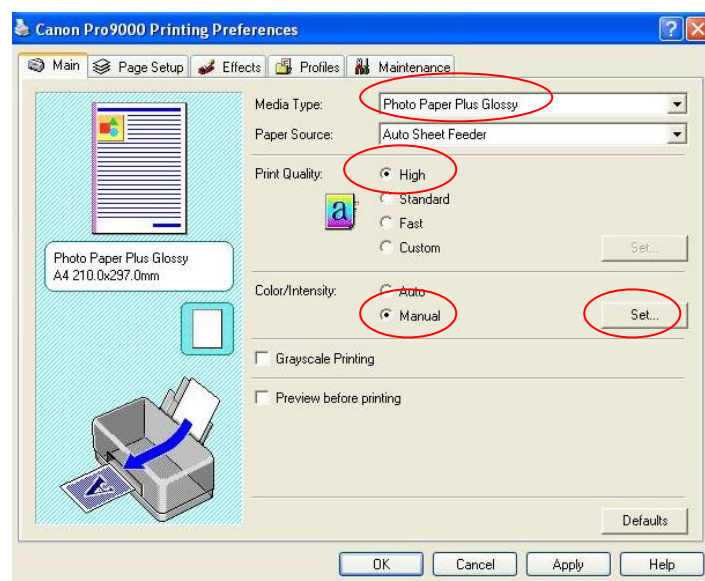 Canon Pro9000 Printing Preferences
Main Page Setup Effects Profiles Maintenance
Media Type: Photo Paper Plus Glossy
Paper Source: Auto Sheet Feeder
Print Quality: High
Standard
Fast
Custom Set...
a
Photo Paper Plus Glossy
A4 210.0x297.0mm
Color/Intensity: Auto
Manual Set...
Grayscale Printing
Preview before printing
A
Defaults
OK Cancel Apply Help